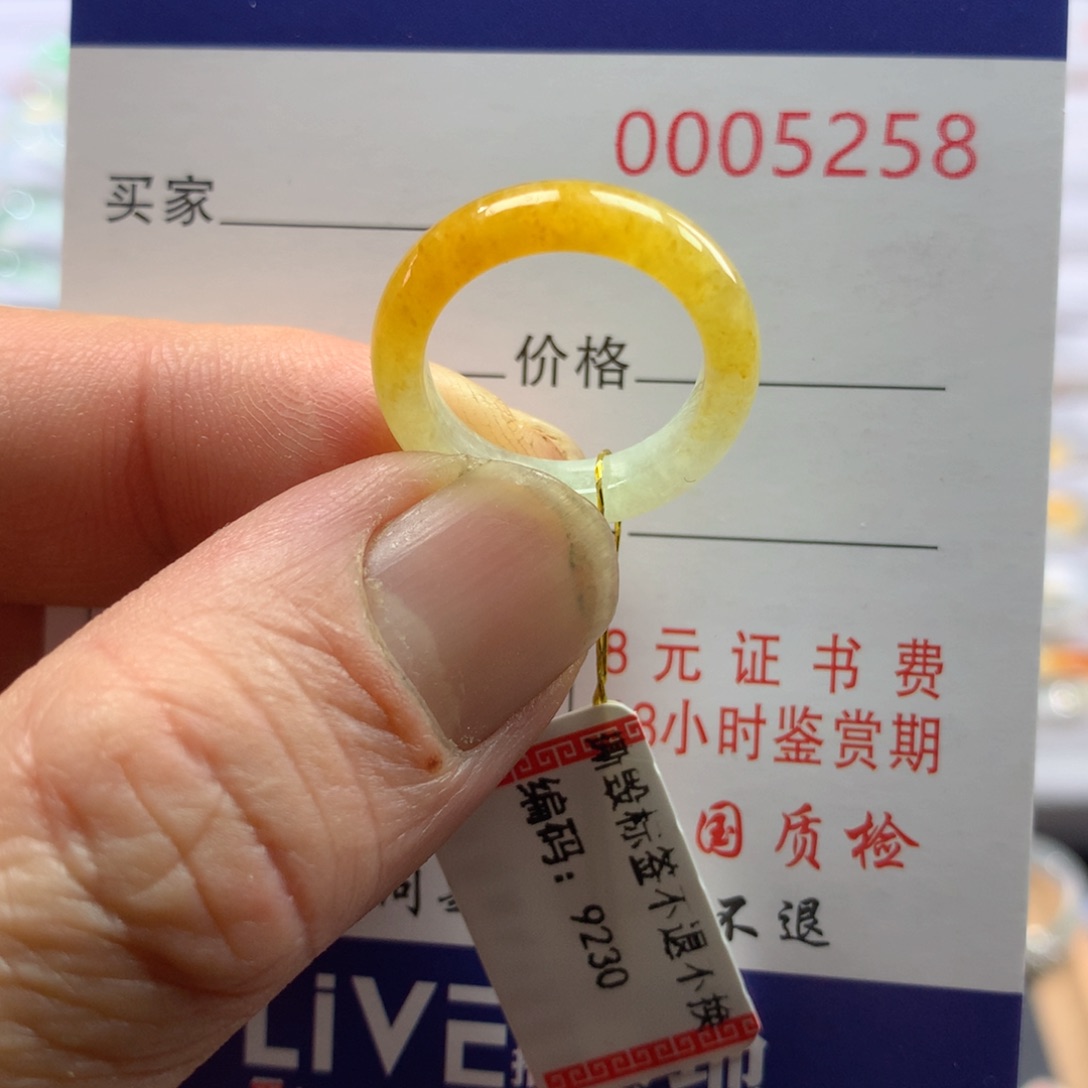 0005258
买家
价格
8元证书费
8小时鉴赏期
国质检
不退
撕毁标签不退不换
编码：9230
LiVE